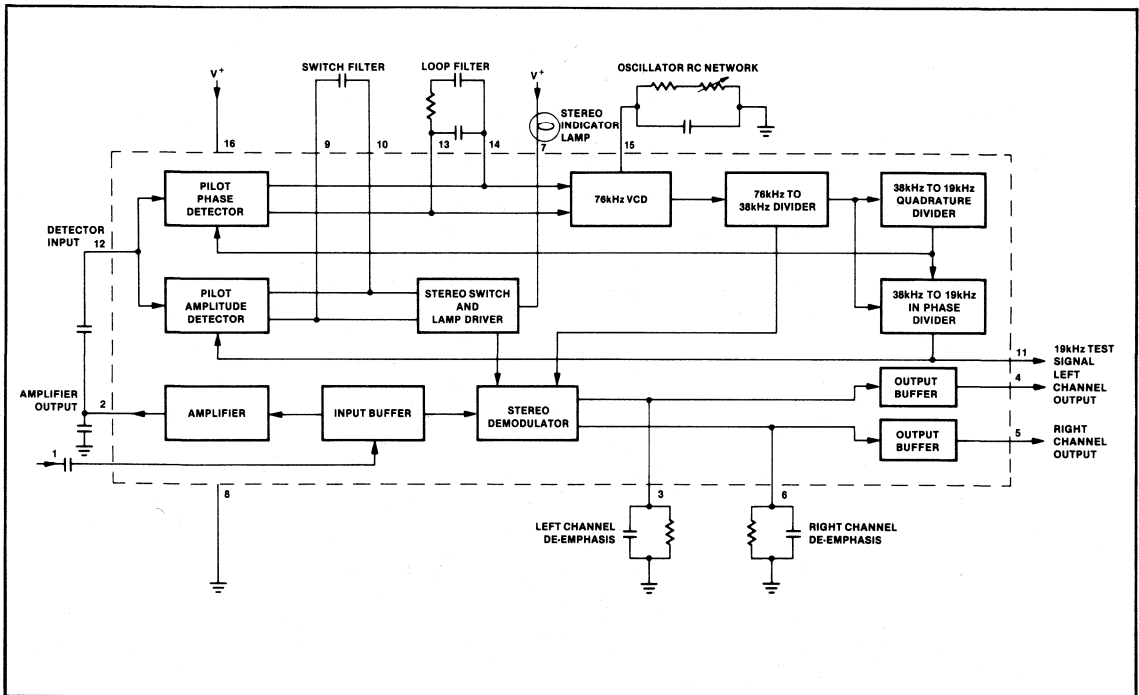 SWITCH FILTER
LOOP FILTER
OSCILLATOR RC NETWORK
V+
V+
STEREO
INDICATOR
LAMP
16
9
10
13
14
7
15
PILOT
PHASE
DETECTOR
76kHz VCD
76kHz TO
38kHz DIVIDER
38kHz TO 19kHz
QUADRATURE
DIVIDER
DETECTOR
INPUT
12
PILOT
AMPLITUDE
DETECTOR
STEREO SWITCH
AND
LAMP DRIVER
38kHz TO 19kHz
IN PHASE
DIVIDER
11
19kHz TEST
SIGNAL
AMPLIFIER
OUTPUT
2
AMPLIFIER
INPUT BUFFER
STEREO
DEMODULATOR
OUTPUT
BUFFER
4
LEFT
CHANNEL
OUTPUT
OUTPUT
BUFFER
5
RIGHT
CHANNEL
OUTPUT
1
8
3
6
LEFT CHANNEL
DE-EMPHASIS
RIGHT CHANNEL
DE-EMPHASIS